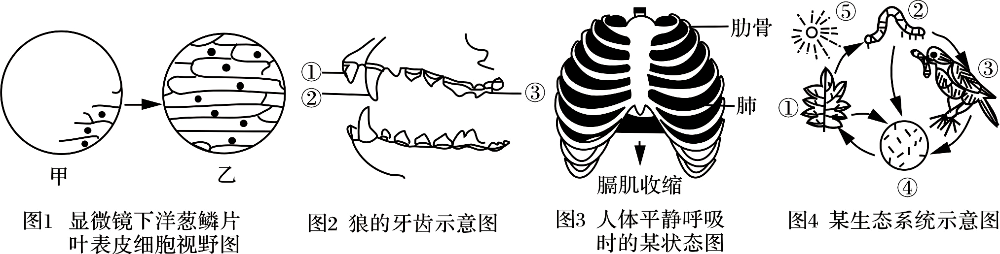 甲
乙
图1 显微镜下洋葱鳞片
叶表皮细胞视野图
①
②
③
图2 狼的牙齿示意图
肋骨
肺
膈肌收缩
图3 人体平静呼吸
时的某状态图
⑤
②
③
①
④
图4 某生态系统示意图